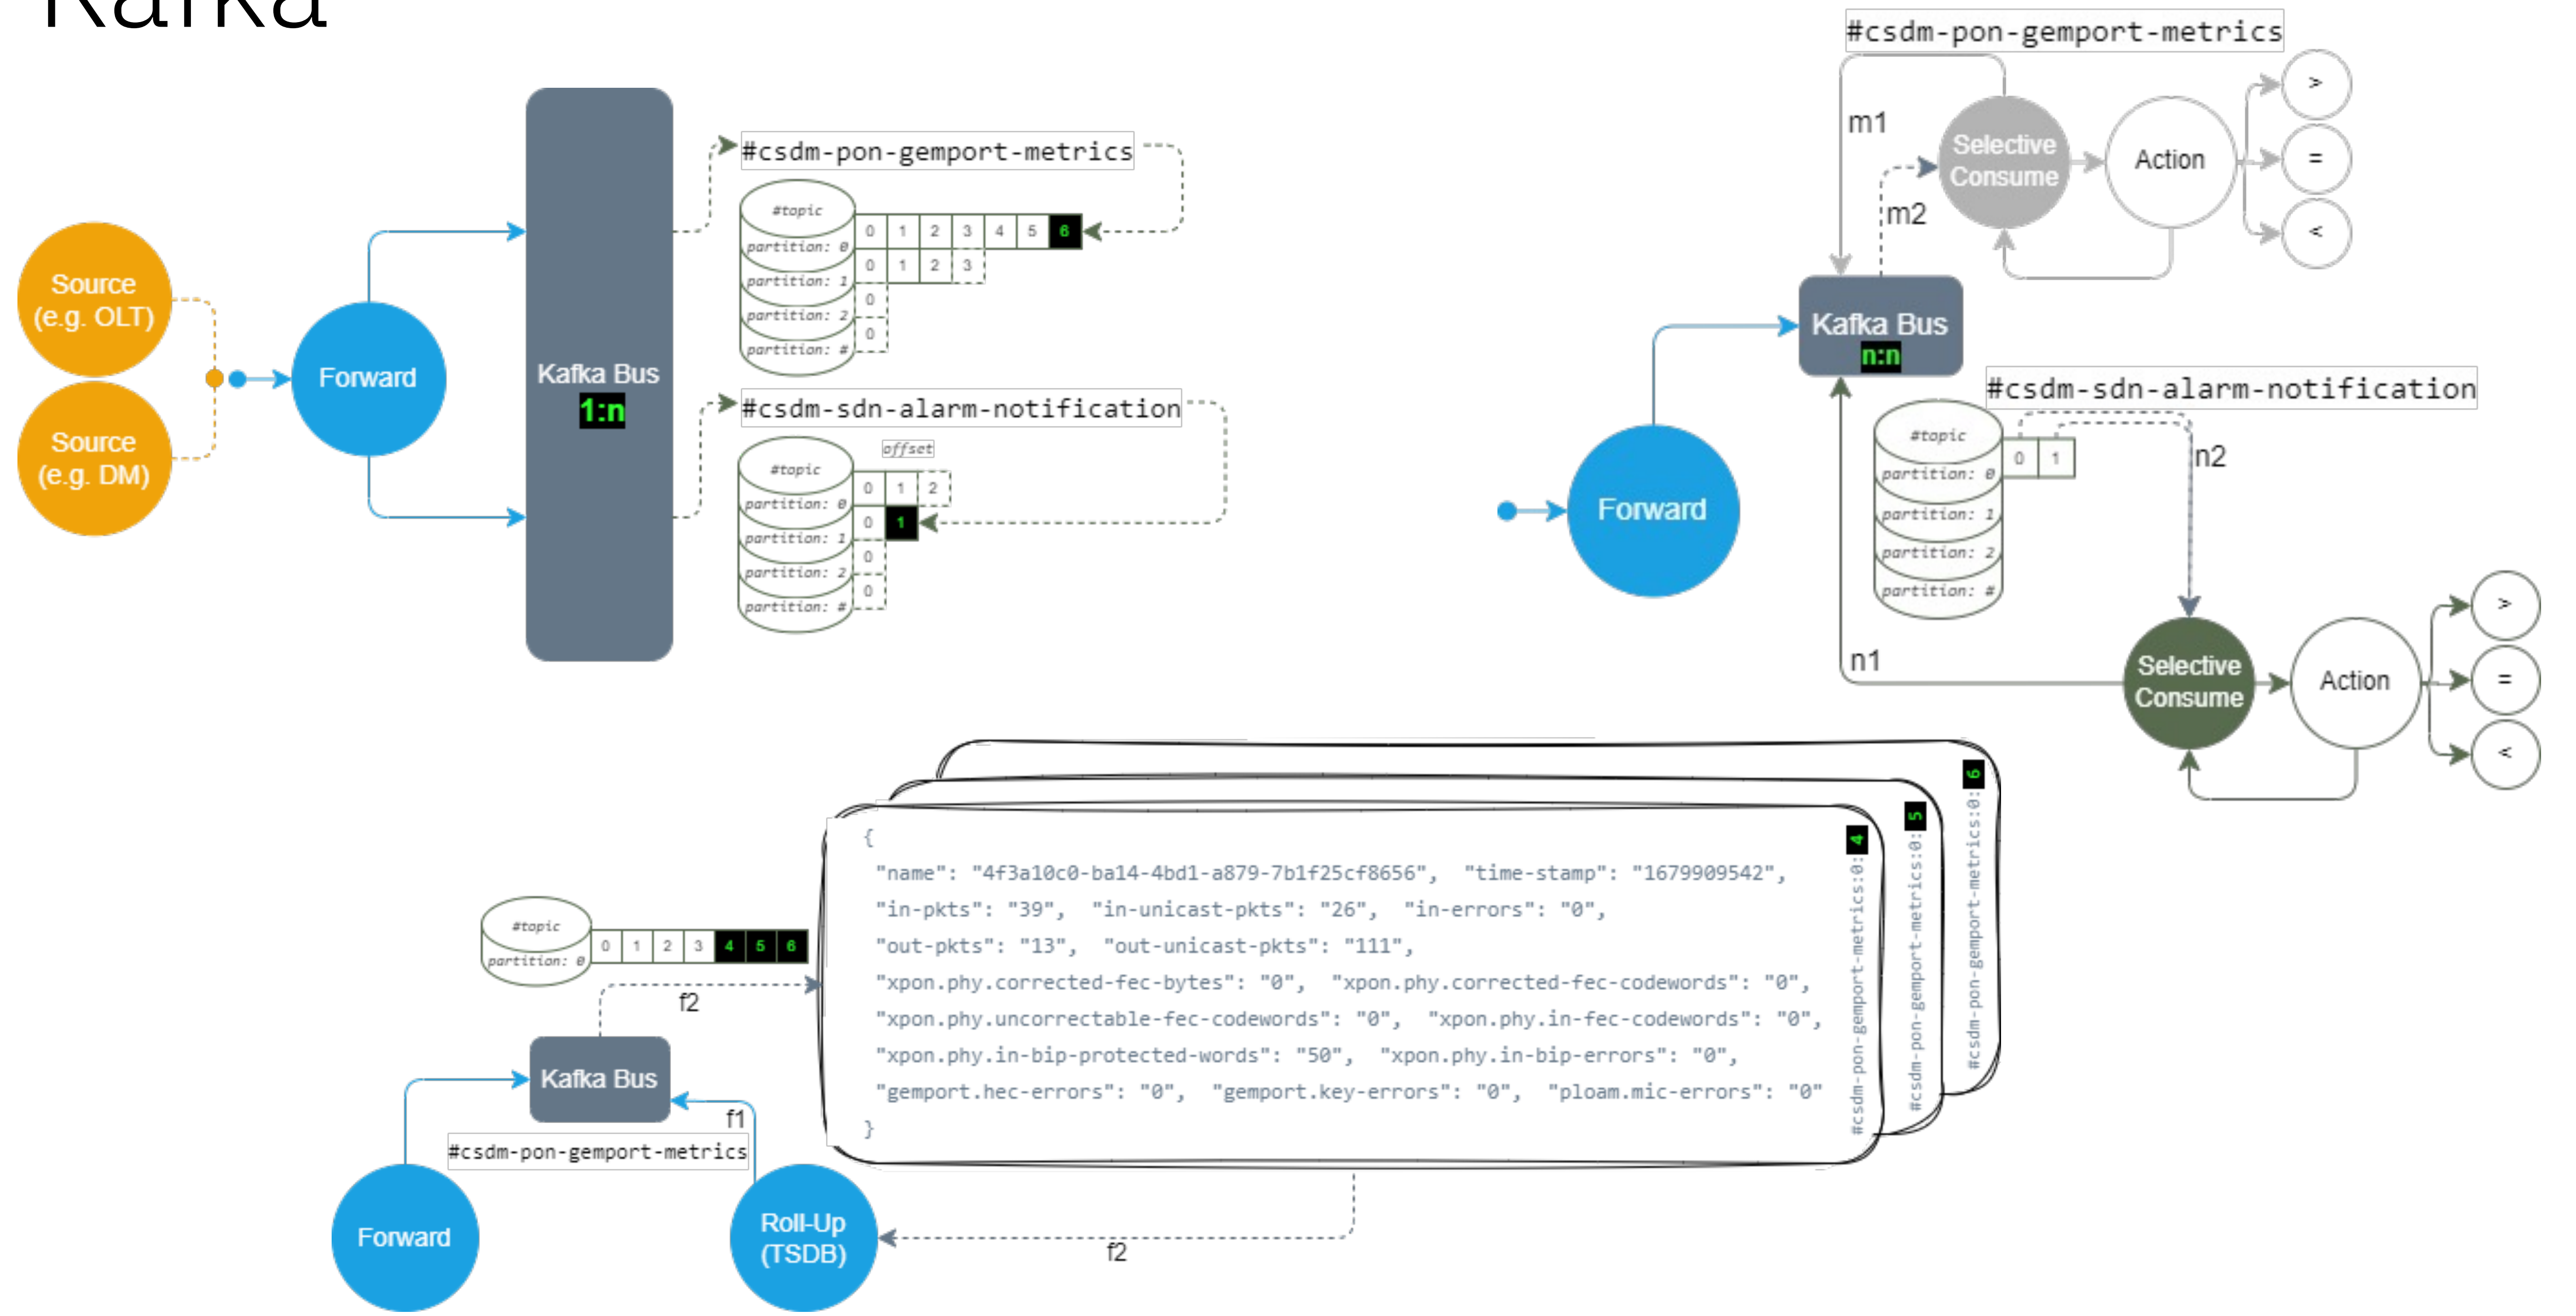 Kafka
Source
(e.g. OLT)
Source
(e.g. DM)
Forward
Kafka Bus
1:n
#csdm-pon-gemport-metrics
#topic
partition: 0
0 1 2 3 4 5 6
partition: 1
0 1 2 3
partition: 2
0
partition: #
0
#csdm-sdn-alarm-notification
offset
#topic
partition: 0
0 1 2
partition: 1
0 1
partition: 2
0
partition: #
0
#csdm-pon-gemport-metrics
m1
m2
Selective
Consume
Action
>
=
<
Kafka Bus
n:n
Forward
#csdm-sdn-alarm-notification
#topic
partition: 0
0 1
partition: 1
partition: 2
partition: #
n2
n1
Selective
Consume
Action
>
=
<
#topic
partition: 0
0 1 2 3 4 5 6
f2
Kafka Bus
f1
#csdm-pon-gemport-metrics
Forward
Roll-Up
(TSDB)
f2
{
"name": "4f3a10c0-ba14-4bd1-a879-7b1f25cf8656", "time-stamp": "1679909542",
"in-pkts": "39", "in-unicast-pkts": "26", "in-errors": "0",
"out-pkts": "13", "out-unicast-pkts": "111",
"xpon.phy.corrected-fec-bytes": "0", "xpon.phy.corrected-fec-codewords": "0",
"xpon.phy.uncorrectable-fec-codewords": "0", "xpon.phy.in-fec-codewords": "0",
"xpon.phy.in-bip-protected-words": "50", "xpon.phy.in-bip-errors": "0",
"gemport.hec-errors": "0", "gemport.key-errors": "0", "ploam.mic-errors": "0"
}
#csdm-pon-gemport-metrics:0:4
#csdm-pon-gemport-metrics:0:5
#csdm-pon-gemport-metrics:0:6